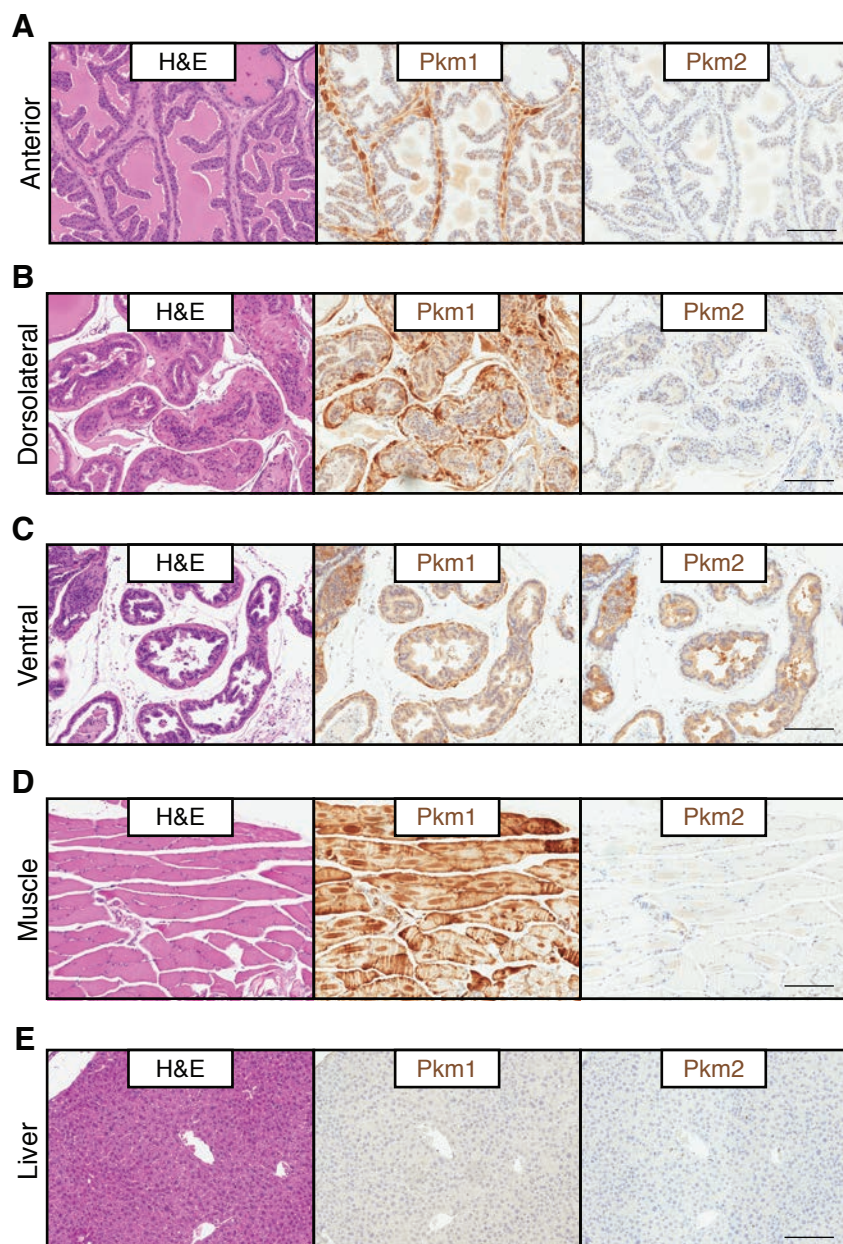 A
Anterior
H&E
Pkm1
Pkm2
B
Dorsolateral
H&E
Pkm1
Pkm2
C
Ventral
H&E
Pkm1
Pkm2
D
Muscle
H&E
Pkm1
Pkm2
E
Liver
H&E
Pkm1
Pkm2